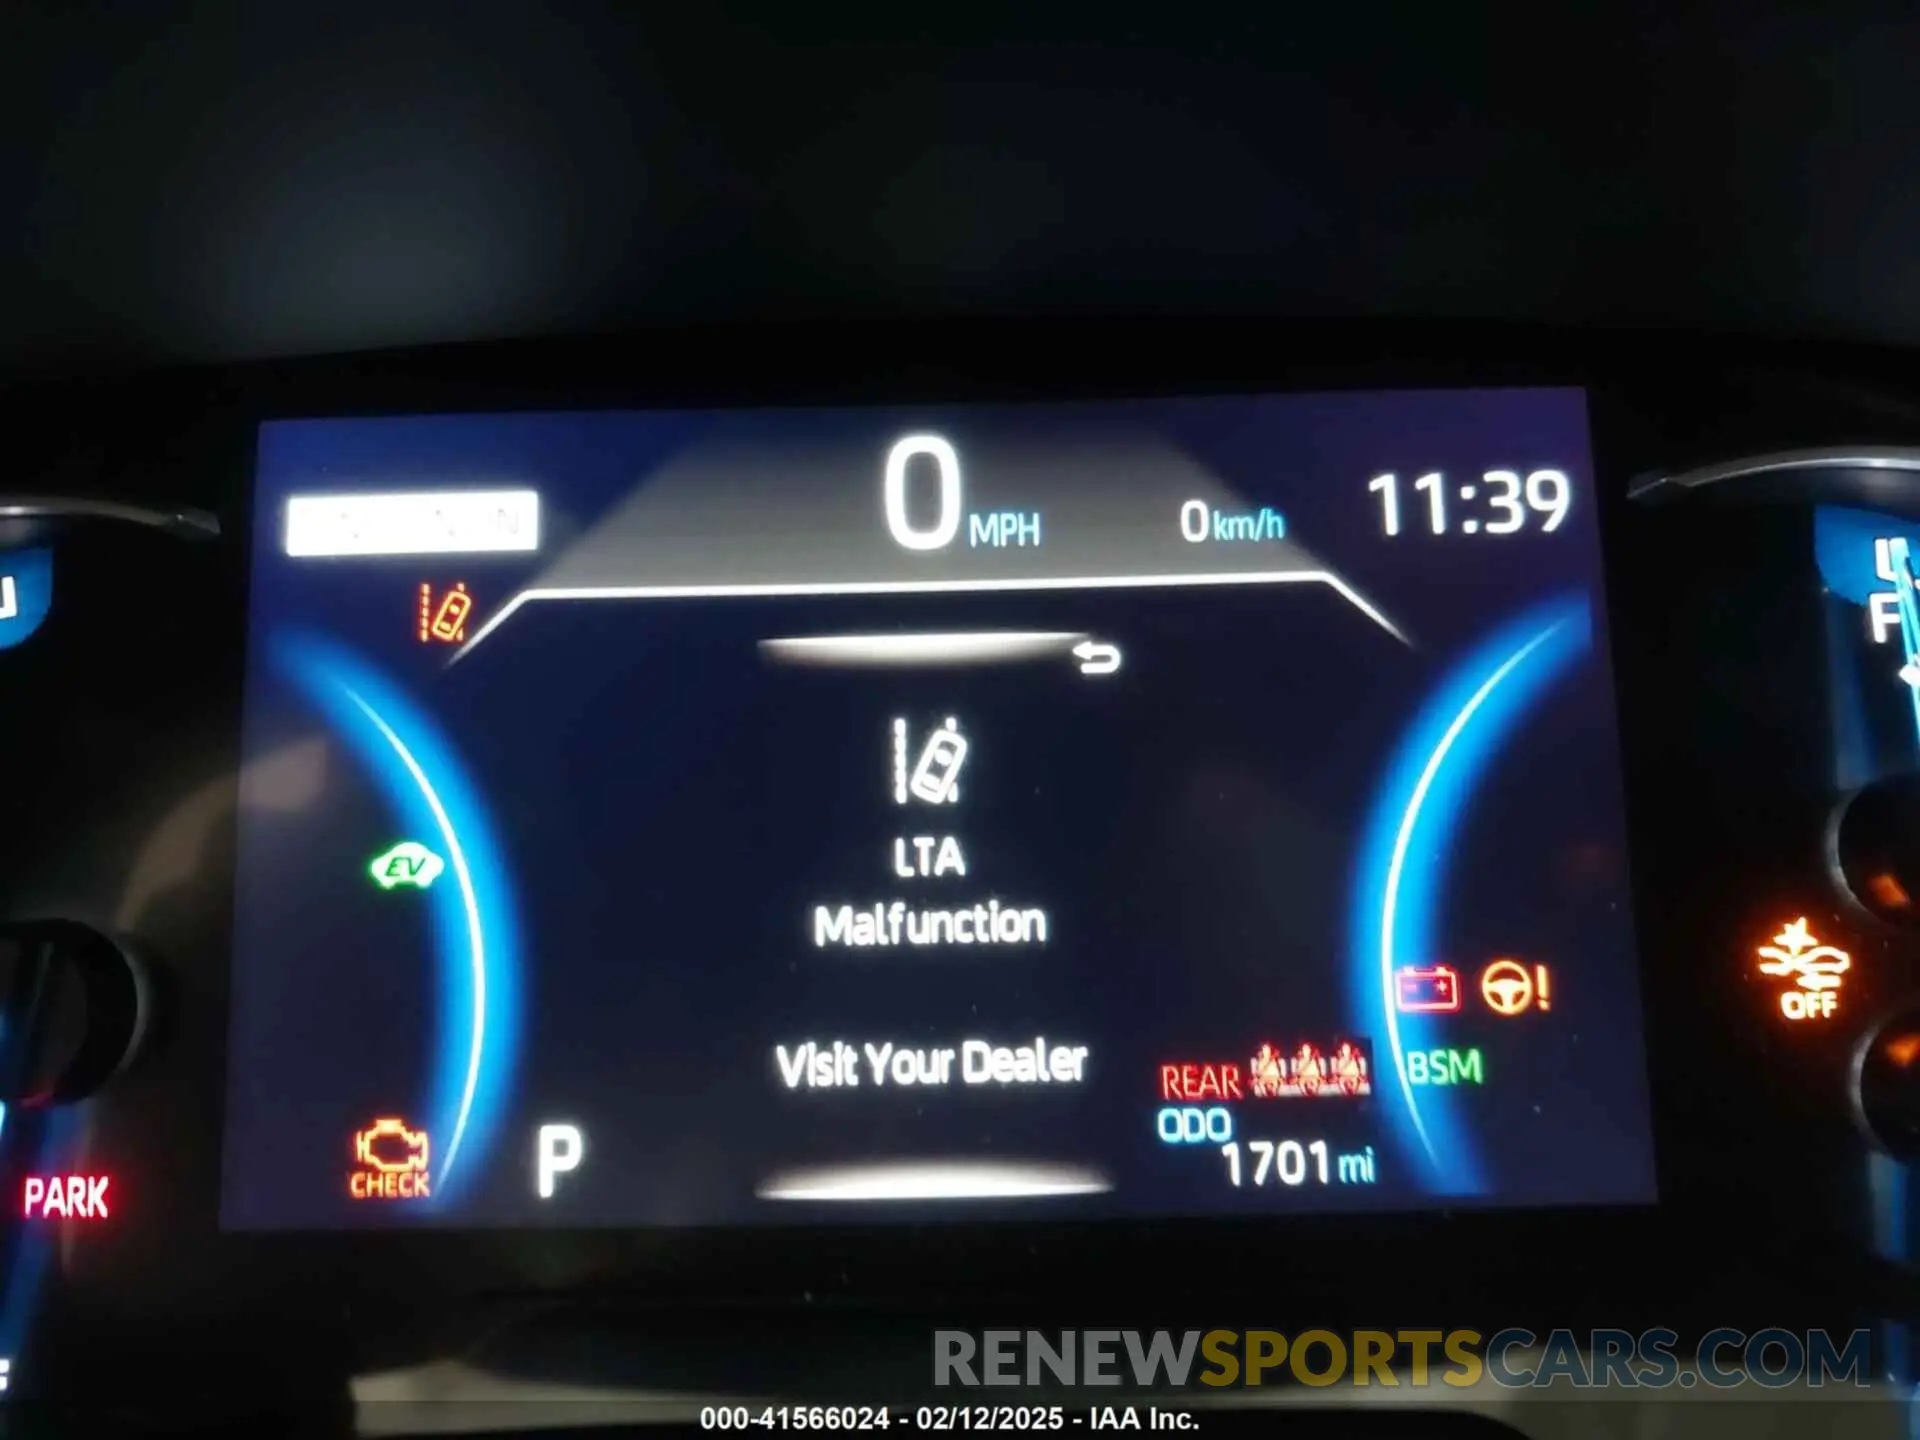 0 MPH
0 km/h
11:39
LTA
Malfunction
Visit Your Dealer
EV
REAR
BSM
ODO
1701 mi
CHECK
P
PARK
OFF
F
RENEWSPORTSCARS.COM
000-41566024 - 02/12/2025 - IAA Inc.